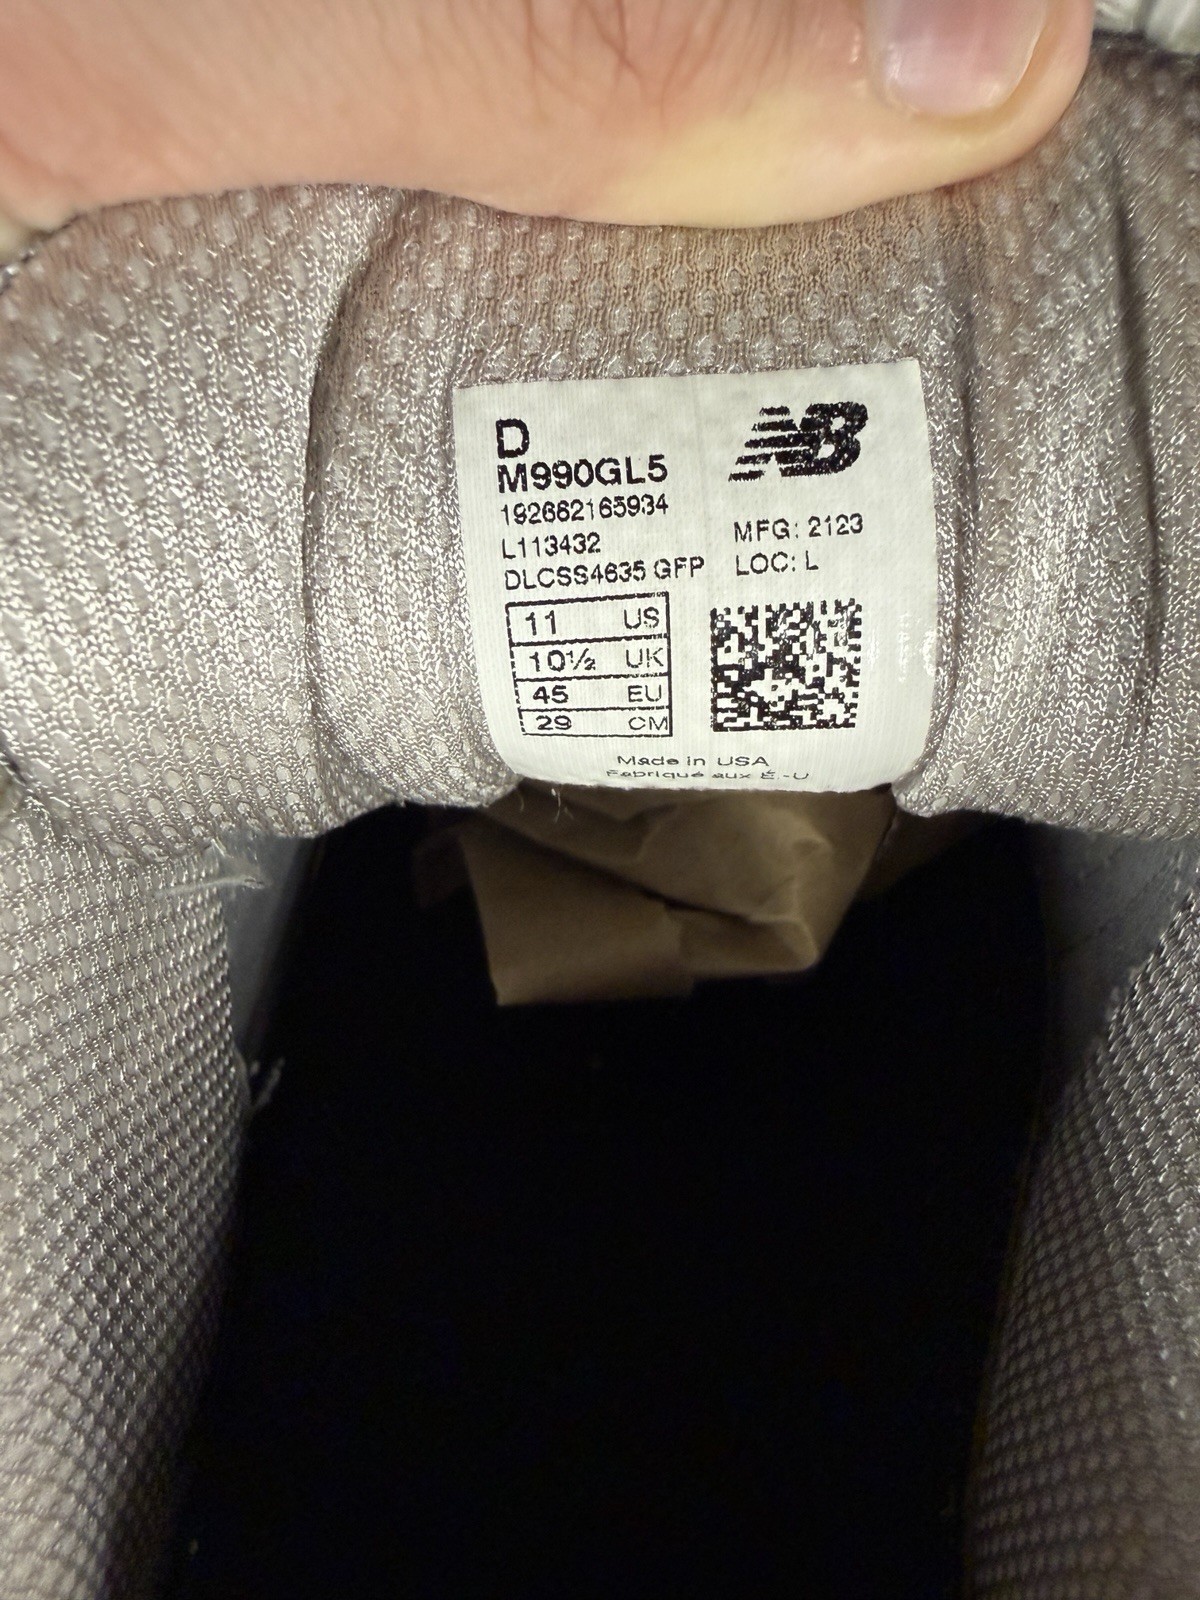 D
M990GL5
192662165934
L113432
DLCSS4635 GFP
NB
MFG: 2123
LOC: L
11 US
10½ UK
45 EU
29 CM
Made in USA
Fabriqué aux É.-U